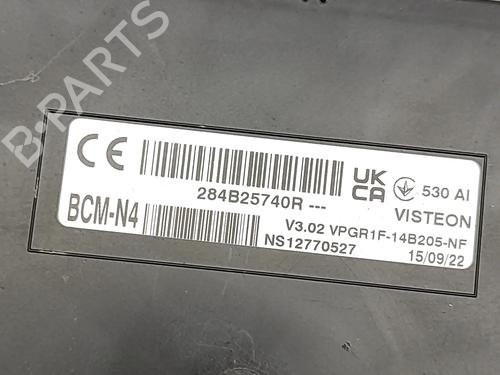 B-PARTS
CE
284B25740R ---
UK CA
530 AI
BCM-N4
VISTEON
V3.02 VPGR1F-14B205-NF
NS12770527
15/09/22